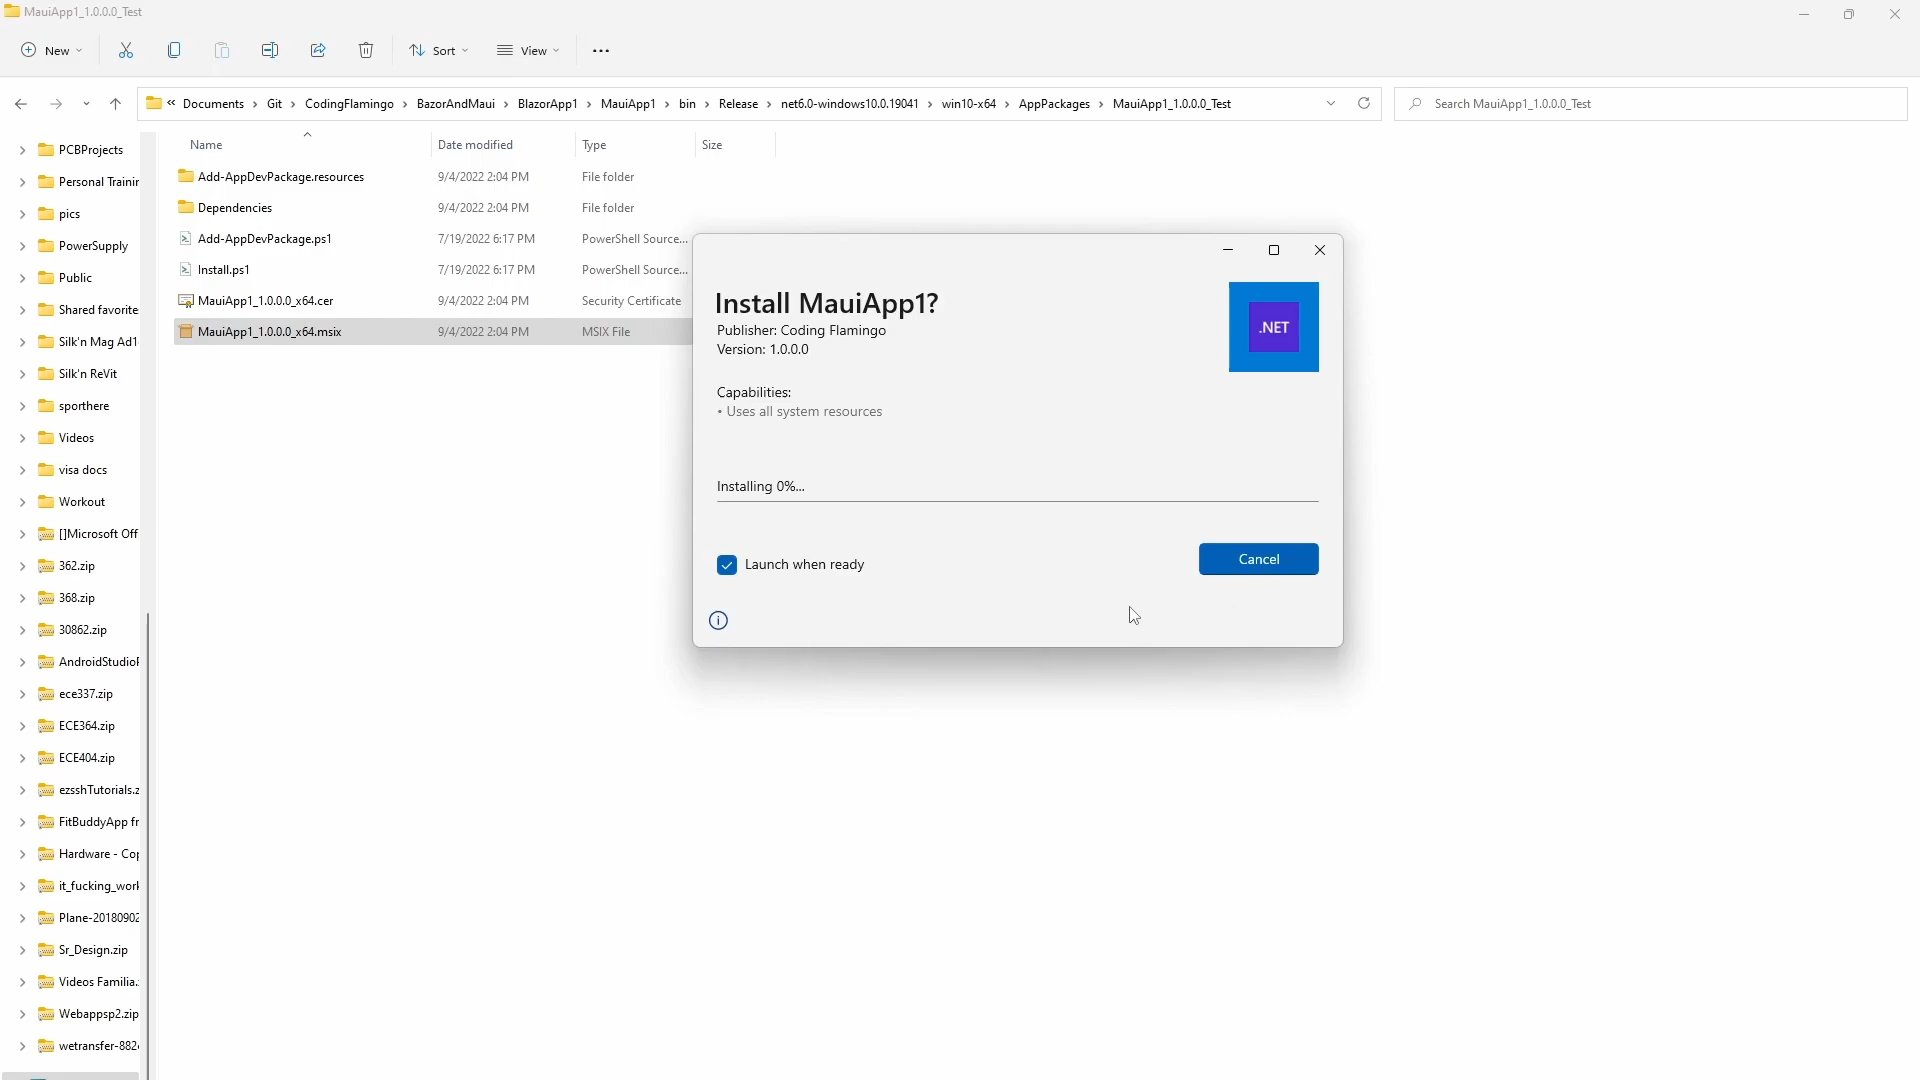 MauiApp1_1.0.0.0_Test
New
Sort
View
« Documents › Git › CodingFlamingo › BazorAndMaui › BlazorApp1 › MauiApp1 › bin › Release › net6.0-windows10.0.19041 › win10-x64 › AppPackages › MauiApp1_1.0.0.0_Test
Search MauiApp1_1.0.0.0_Test
Name Date modified Type Size
Add-AppDevPackage.resources 9/4/2022 2:04 PM File folder
Dependencies 9/4/2022 2:04 PM File folder
Add-AppDevPackage.ps1 7/19/2022 6:17 PM PowerShell Source...
Install.ps1 7/19/2022 6:17 PM PowerShell Source...
MauiApp1_1.0.0.0_x64.cer 9/4/2022 2:04 PM Security Certificate
MauiApp1_1.0.0.0_x64.msix 9/4/2022 2:04 PM MSIX File
PCBProjects
Personal Trainin
pics
PowerSupply
Public
Shared favorite
Silk'n Mag Ad1
Silk'n ReVit
sporthere
Videos
visa docs
Workout
[]Microsoft Off
362.zip
368.zip
30862.zip
AndroidStudioP
ece337.zip
ECE364.zip
ECE404.zip
ezsshTutorials.z
FitBuddyApp fr
Hardware - Cop
it_fucking_work
Plane-20180902
Sr_Design.zip
Videos Familia.
Webappsp2.zip
wetransfer-882
Install MauiApp1?
Publisher: Coding Flamingo
Version: 1.0.0.0
.NET
Capabilities:
• Uses all system resources
Installing 0%...
Launch when ready
Cancel